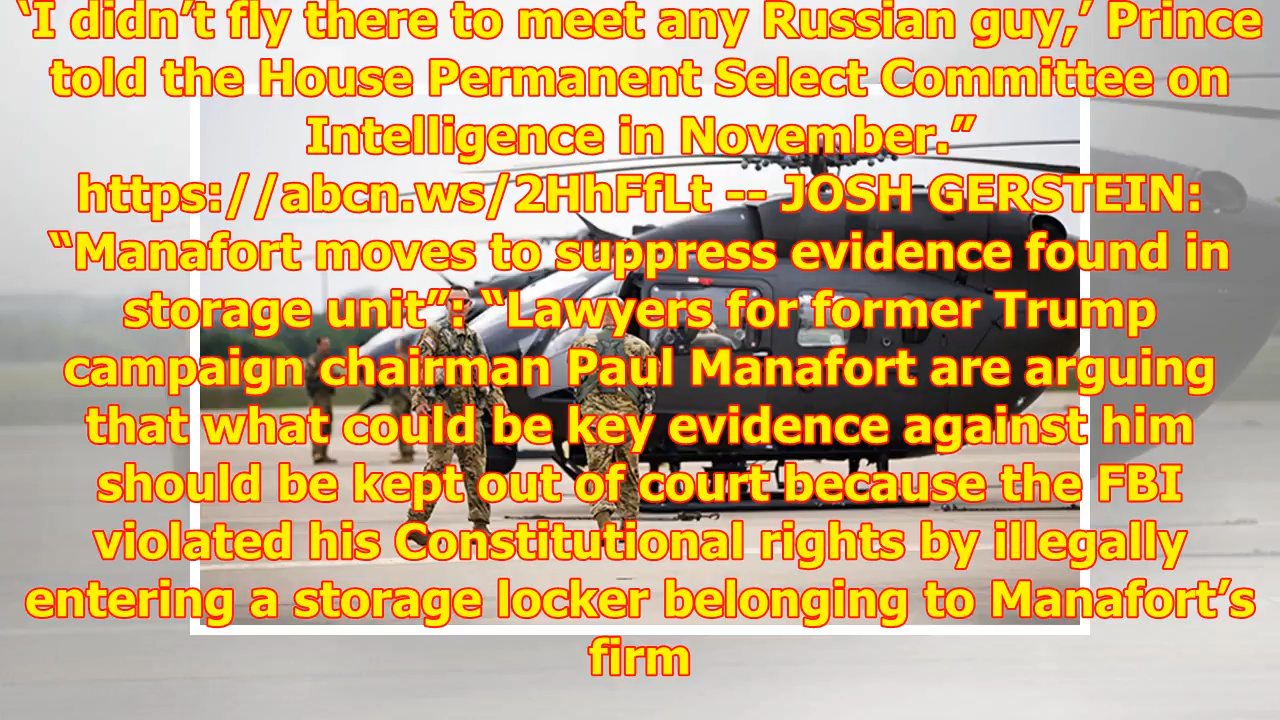 ‘I didn’t fly there to meet any Russian guy,’ Prince
told the House Permanent Select Committee on
Intelligence in November.”
https://abcn.ws/2HhFfLt -- JOSH GERSTEIN:
“Manafort moves to suppress evidence found in
storage unit”: “Lawyers for former Trump
campaign chairman Paul Manafort are arguing
that what could be key evidence against him
should be kept out of court because the FBI
violated his Constitutional rights by illegally
entering a storage locker belonging to Manafort’s
firm